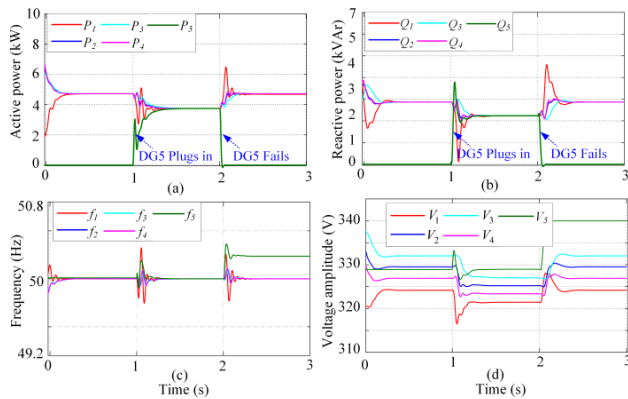 Active power (kW)
10
8
6
4
2
0
P1 P3 P5
P2 P4
DG5 Plugs in
DG5 Fails
0 1 2 3
(a)
Reactive power (kVAr)
6
4
2
0
Q1 Q3 Q5
Q2 Q4
DG5 Plugs in
DG5 Fails
0 1 2 3
(b)
Frequency (Hz)
50.8
50
49.2
f1 f3 f5
f2 f4
0 1 2 3
(c)
Time (s)
Voltage amplitude (V)
340
330
320
310
V1 V3 V5
V2 V4
0 1 2 3
(d)
Time (s)